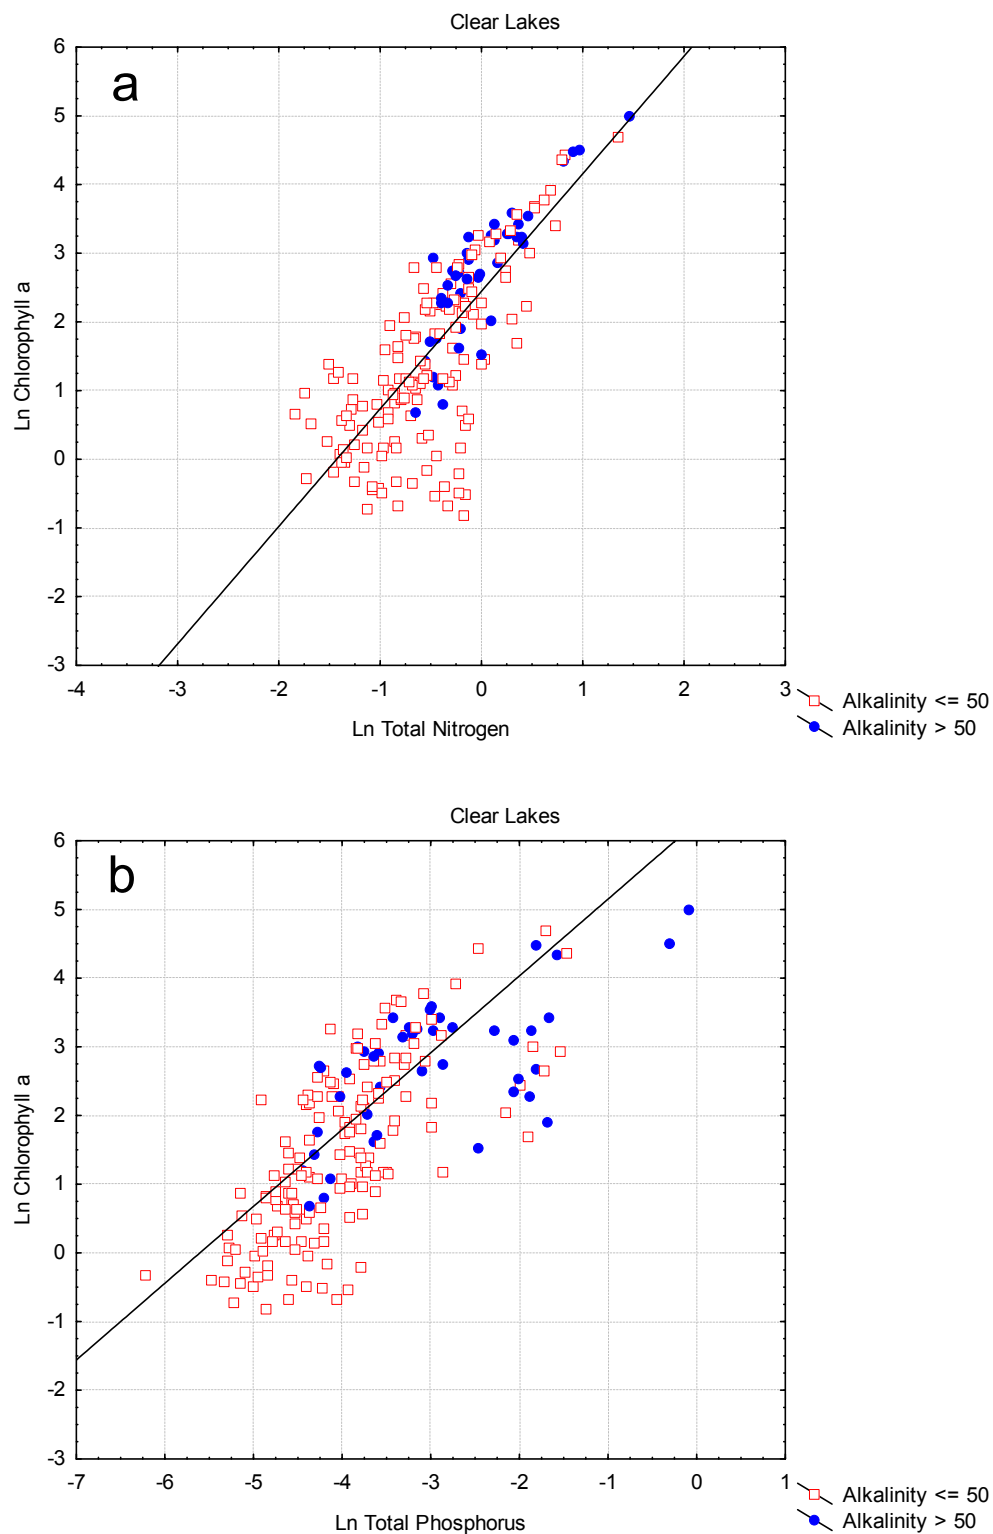 Clear Lakes
a
6
5
4
3
2
1
0
-1
-2
-3
Ln Chlorophyll a
-4 -3 -2 -1 0 1 2 3
Ln Total Nitrogen
Alkalinity <= 50
Alkalinity > 50
Clear Lakes
b
6
5
4
3
2
1
0
-1
-2
-3
Ln Chlorophyll a
-7 -6 -5 -4 -3 -2 -1 0 1
Ln Total Phosphorus
Alkalinity <= 50
Alkalinity > 50